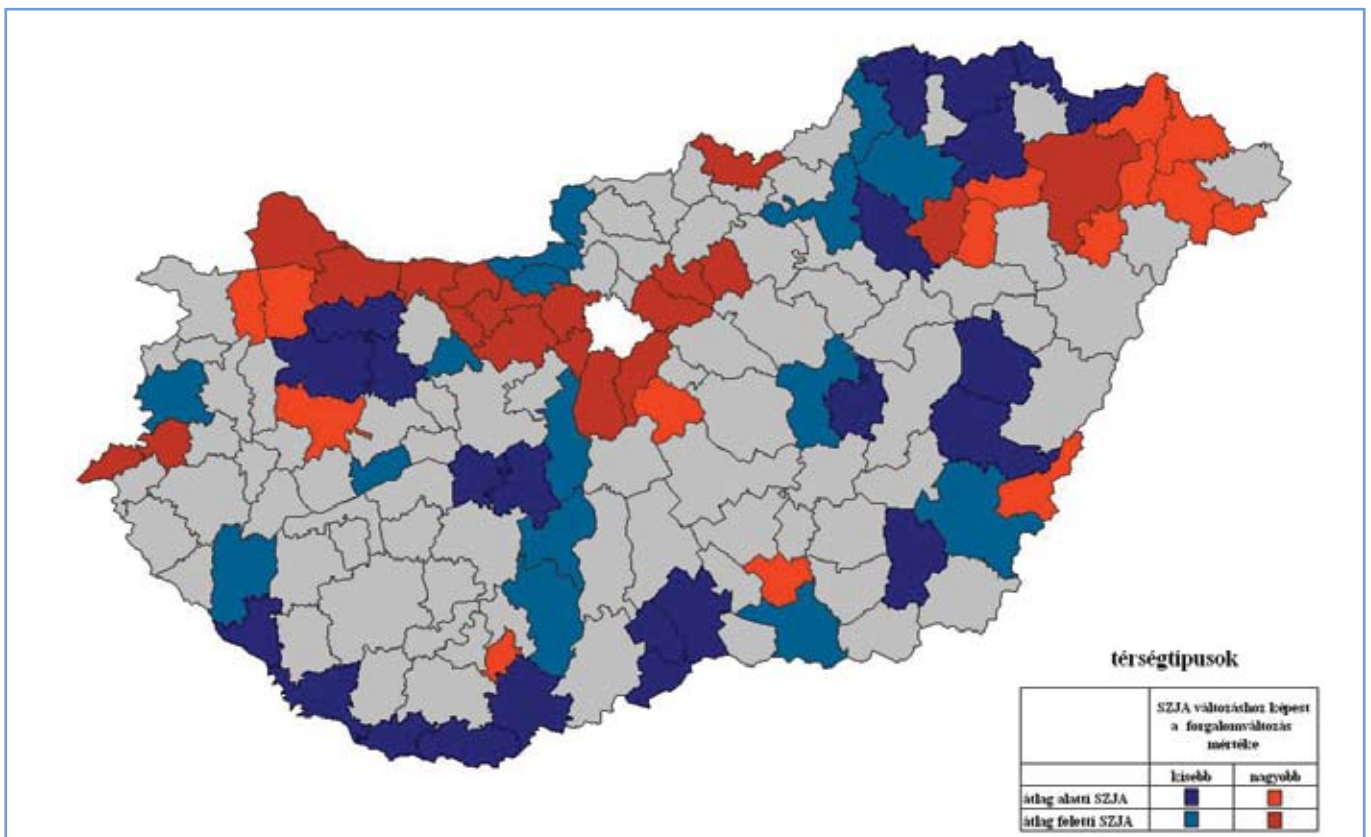 térségtípusok
SZJA változáshoz képest
a forgalomváltozás
mértéke
kisebb nagyobb
átlag alatti SZJA
átlag feletti SZJA